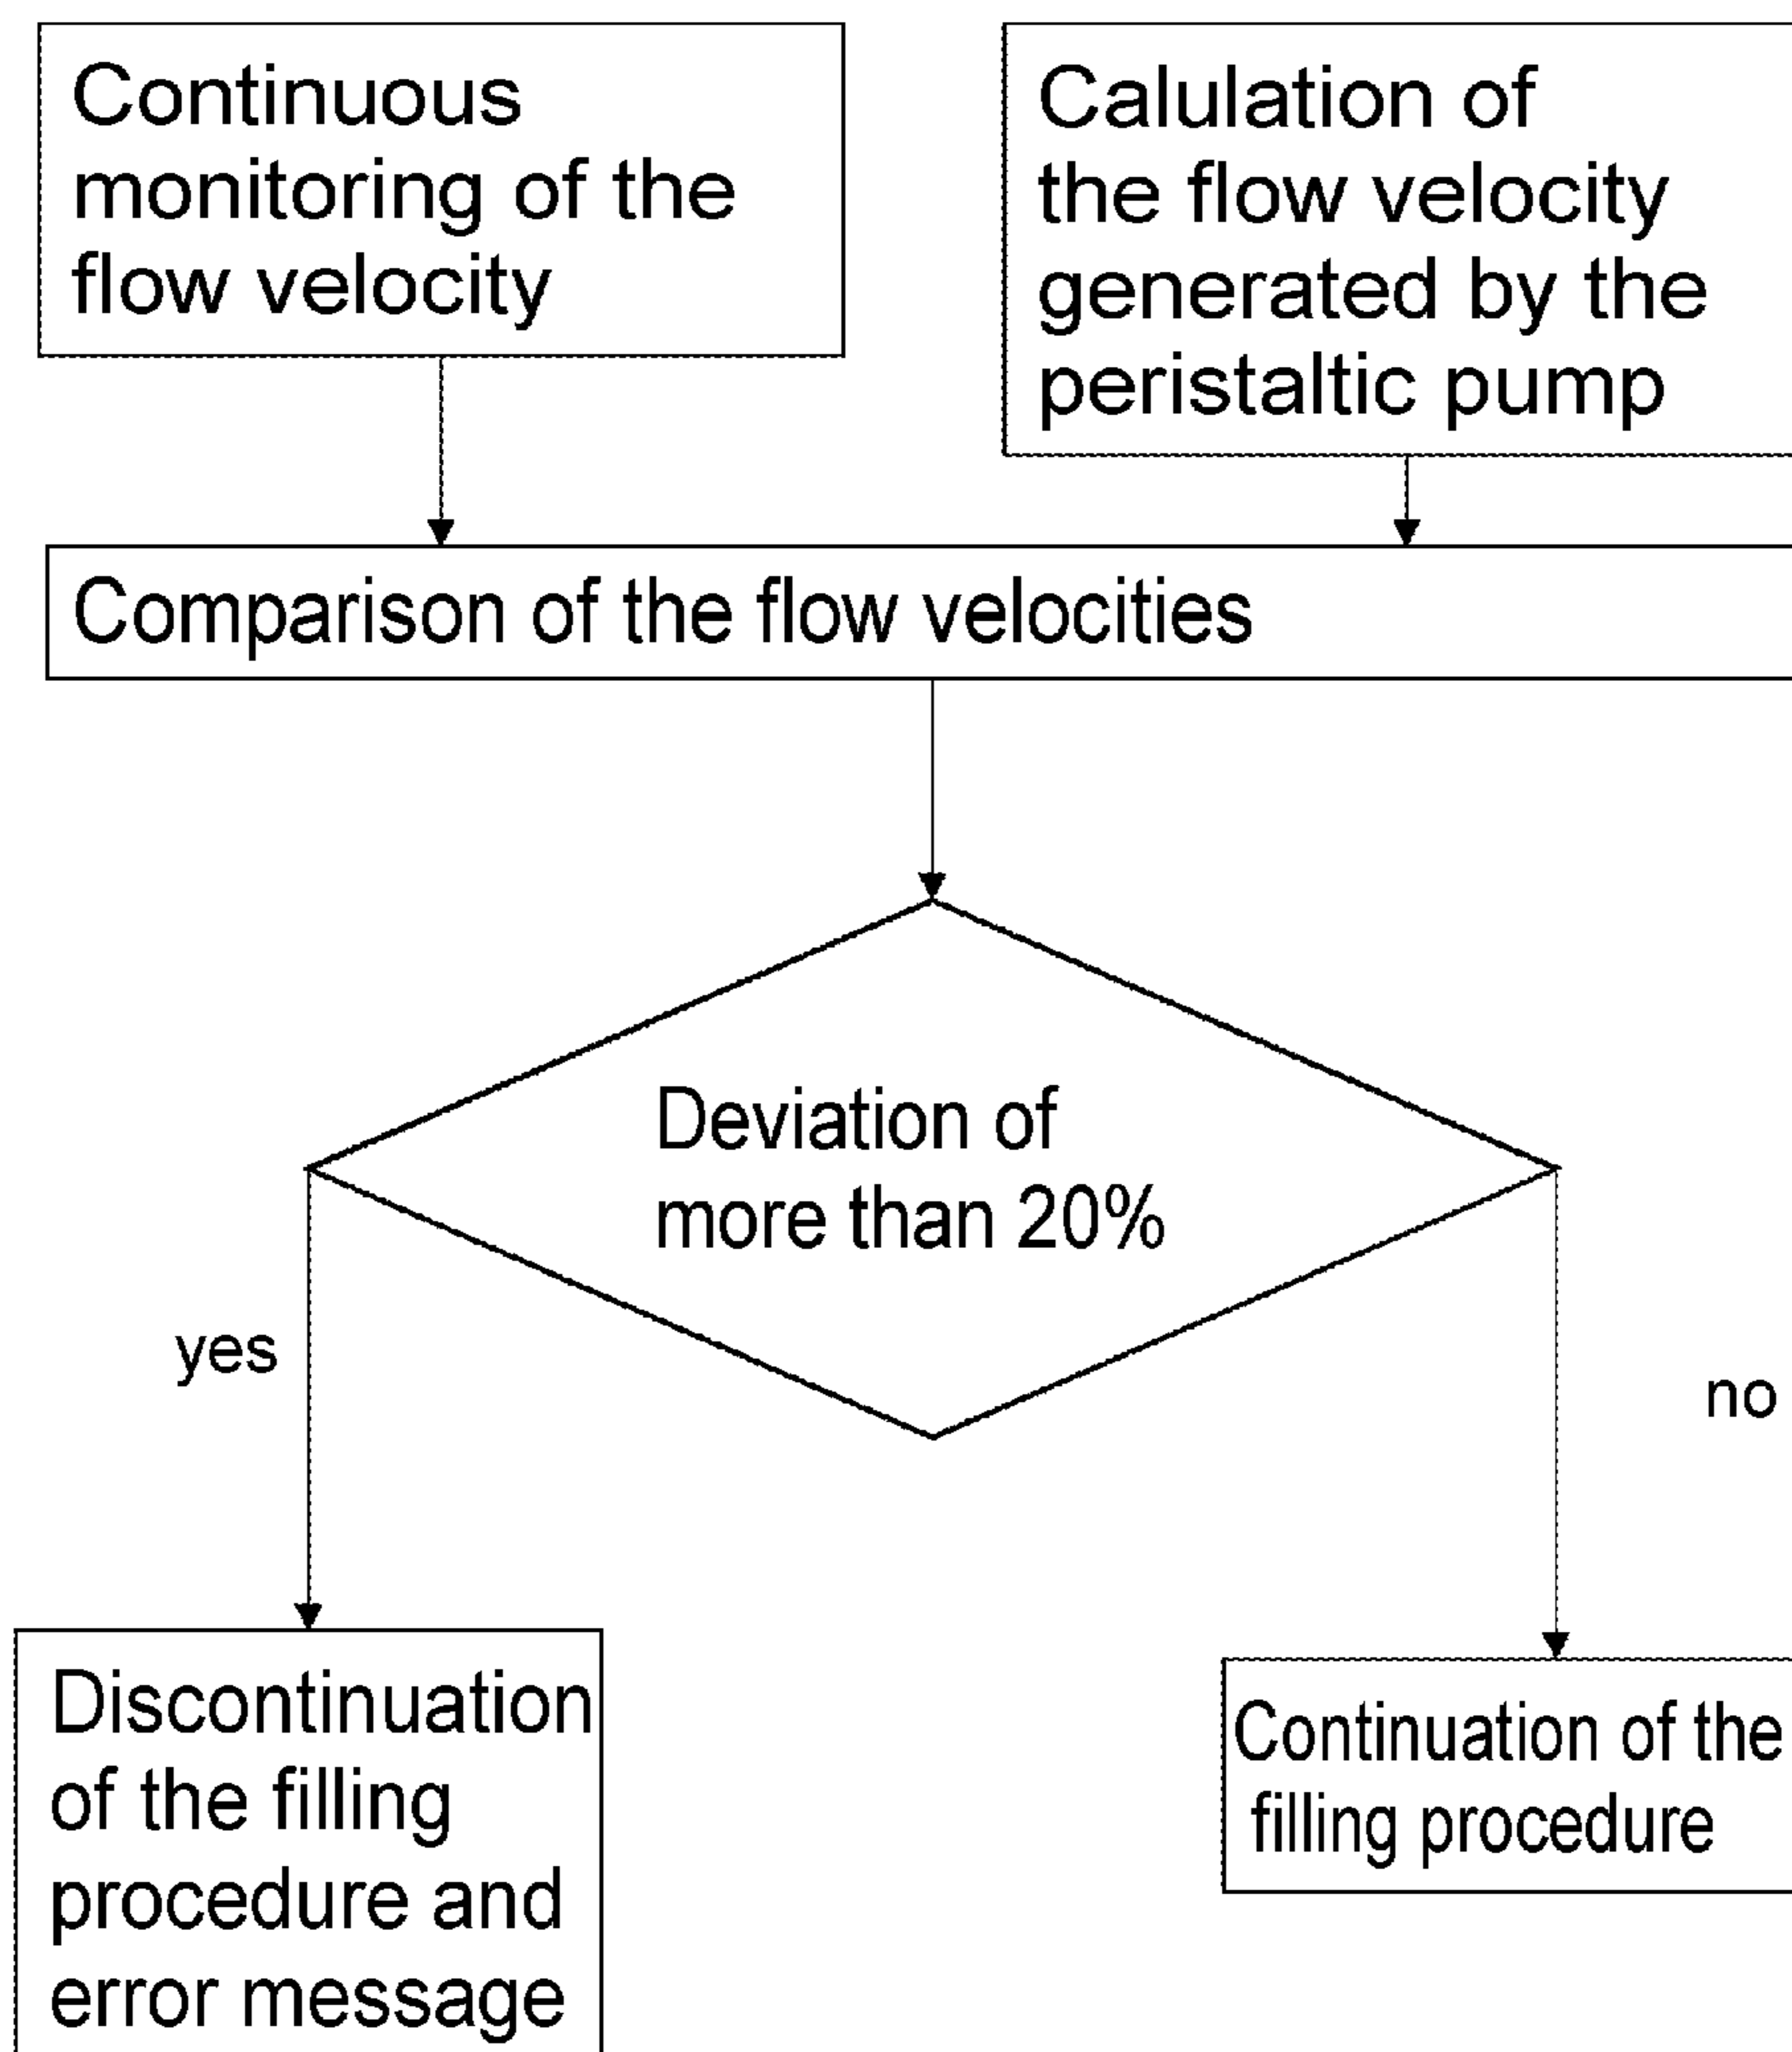 Continuous
monitoring of the
flow velocity
Calulation of
the flow velocity
generated by the
peristaltic pump
Comparison of the flow velocities
Deviation of
more than 20%
yes
no
Discontinuation
of the filling
procedure and
error message
Continuation of the
filling procedure